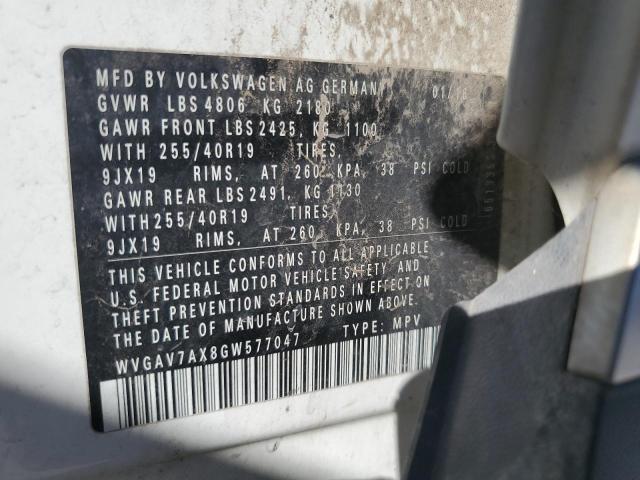 MFD BY VOLKSWAGEN AG GERMANY 01/16
GVWR LBS 4806 KG 2180
GAWR FRONT LBS 2425, KG 1100
WITH 255/40R19 TIRES,
9JX19 RIMS, AT 260 KPA, 38 PSI COLD
GAWR REAR LBS 2491, KG 1130
WITH 255/40R19 TIRES,
9JX19 RIMS, AT 260 KPA, 38 PSI COLD
THIS VEHICLE CONFORMS TO ALL APPLICABLE
U.S. FEDERAL MOTOR VEHICLE SAFETY AND
THEFT PREVENTION STANDARDS IN EFFECT ON
THE DATE OF MANUFACTURE SHOWN ABOVE.
WVGAV7AX8GW577047 TYPE: MPV